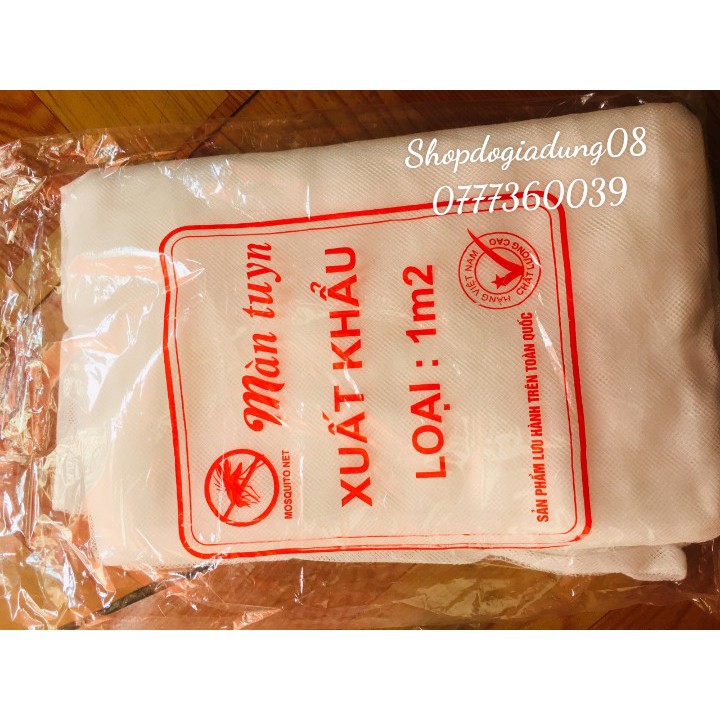 Shopdogiadung08
0777360039
Màn tuyn
MOSQUITO NET
XUẤT KHẨU
LOẠI : 1m2
HÀNG VIỆT NAM
CHẤT LƯỢNG CAO
SẢN PHẨM LƯU HÀNH TRÊN TOÀN QUỐC